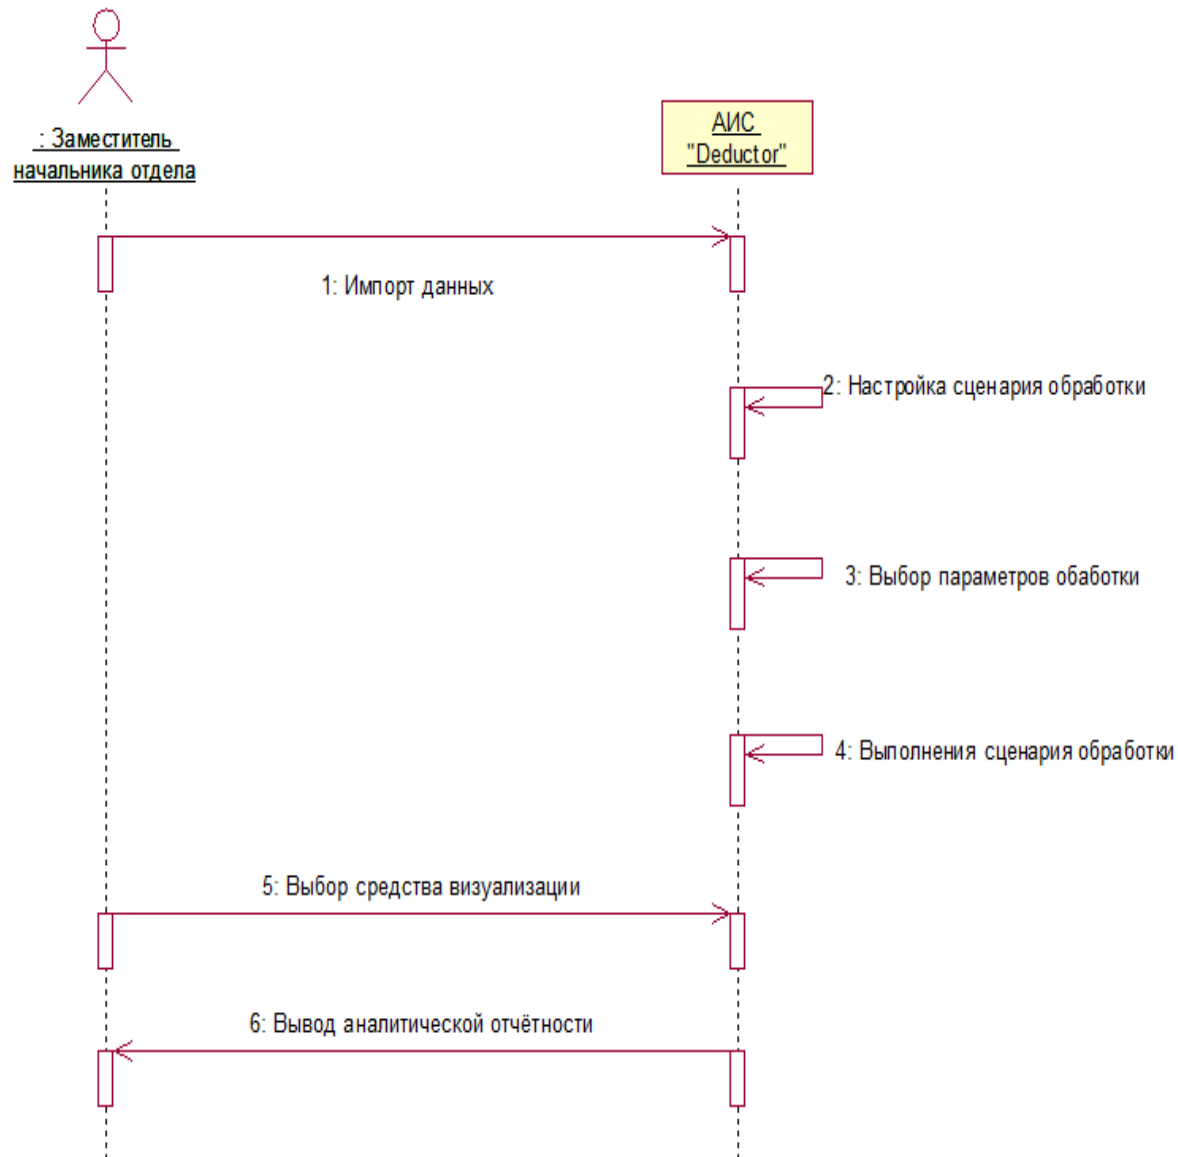 : Заместитель
начальника отдела
АИС
"Deductor"
1: Импорт данных
2: Настройка сценария обработки
3: Выбор параметров обаботки
4: Выполнения сценария обработки
5: Выбор средства визуализации
6: Вывод аналитической отчётности